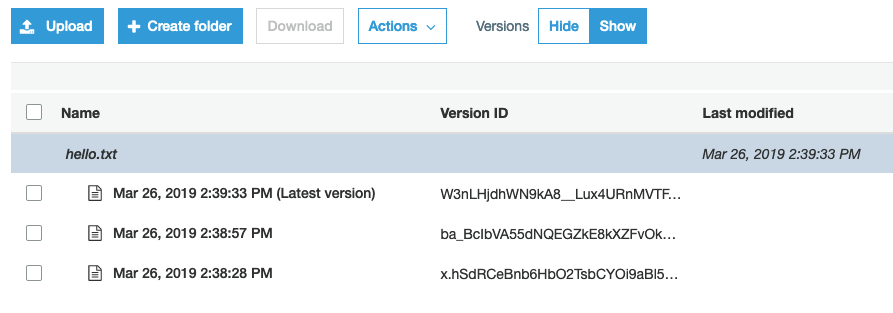 Upload Create folder Download Actions Versions Hide Show
Name Version ID Last modified
hello.txt Mar 26, 2019 2:39:33 PM
Mar 26, 2019 2:39:33 PM (Latest version) W3nLHjdhWN9kA8__Lux4URnMVTF...
Mar 26, 2019 2:38:57 PM ba_BcIbVA55dNQEGZkE8kXZFvOk...
Mar 26, 2019 2:38:28 PM x.hSdRCeBnb6HbO2TsbCYOi9aBl5...